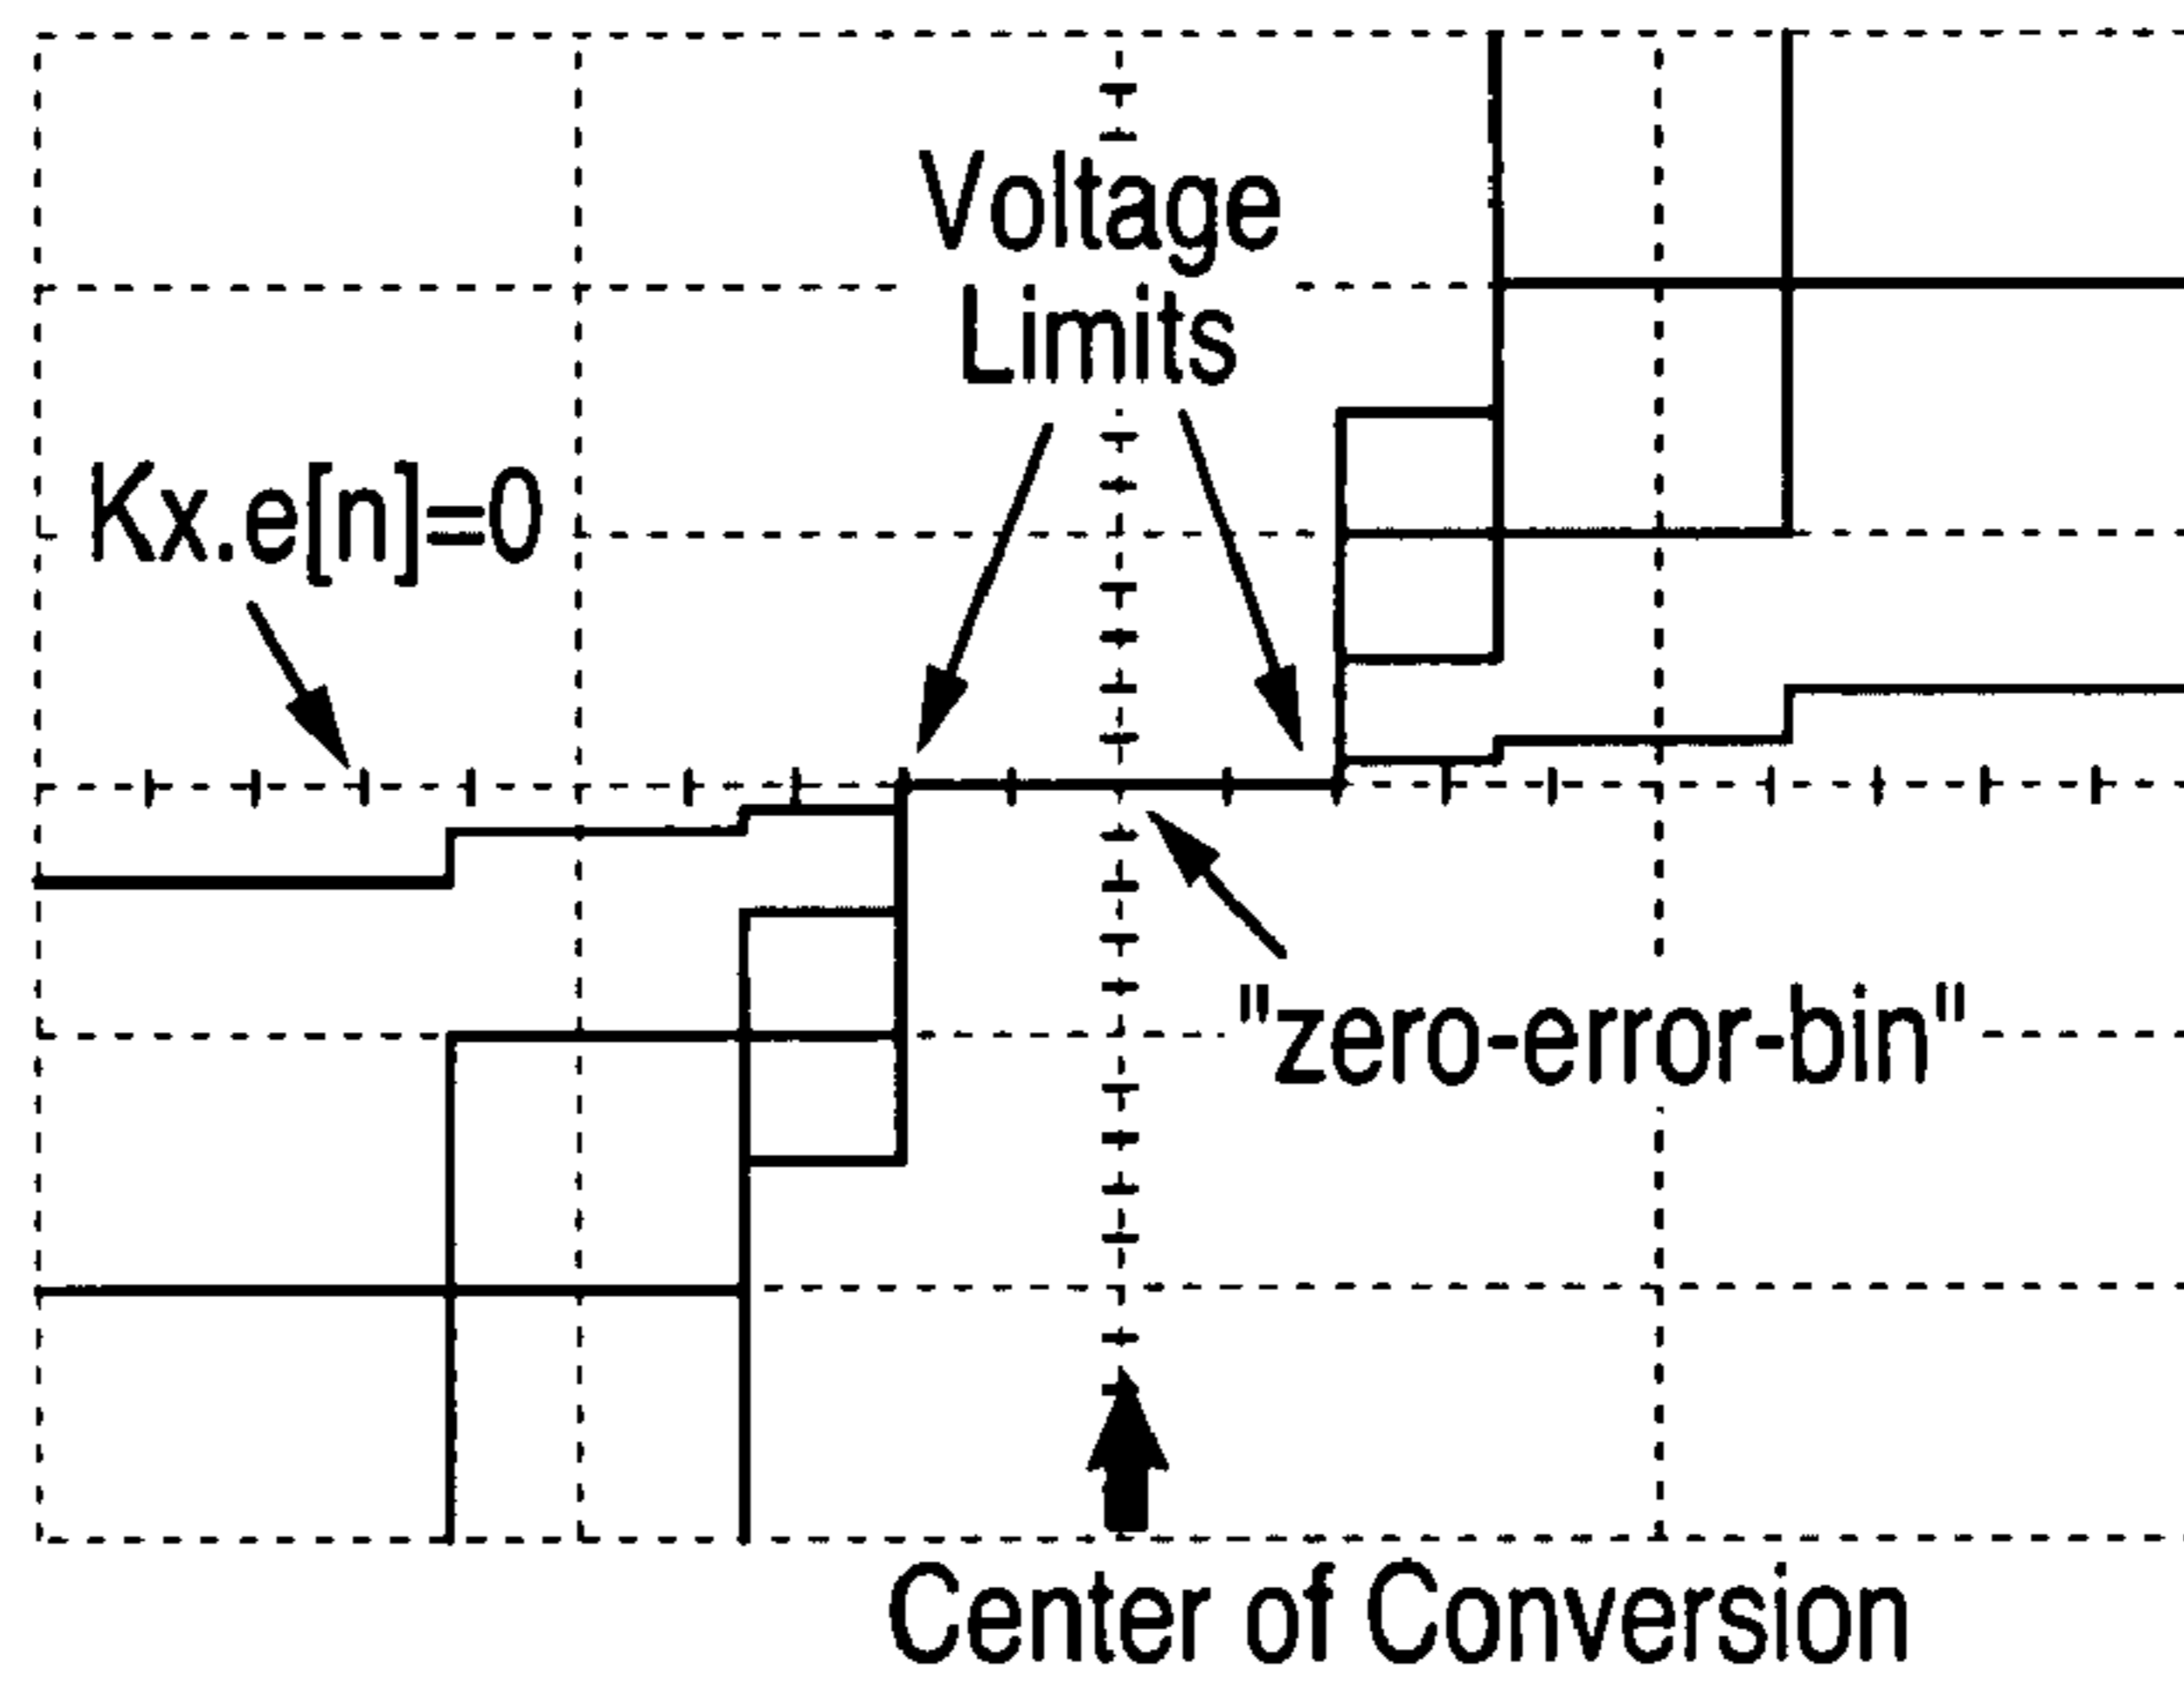 Voltage
Limits
Kx.e[n]=0
"zero-error-bin"
Center of Conversion